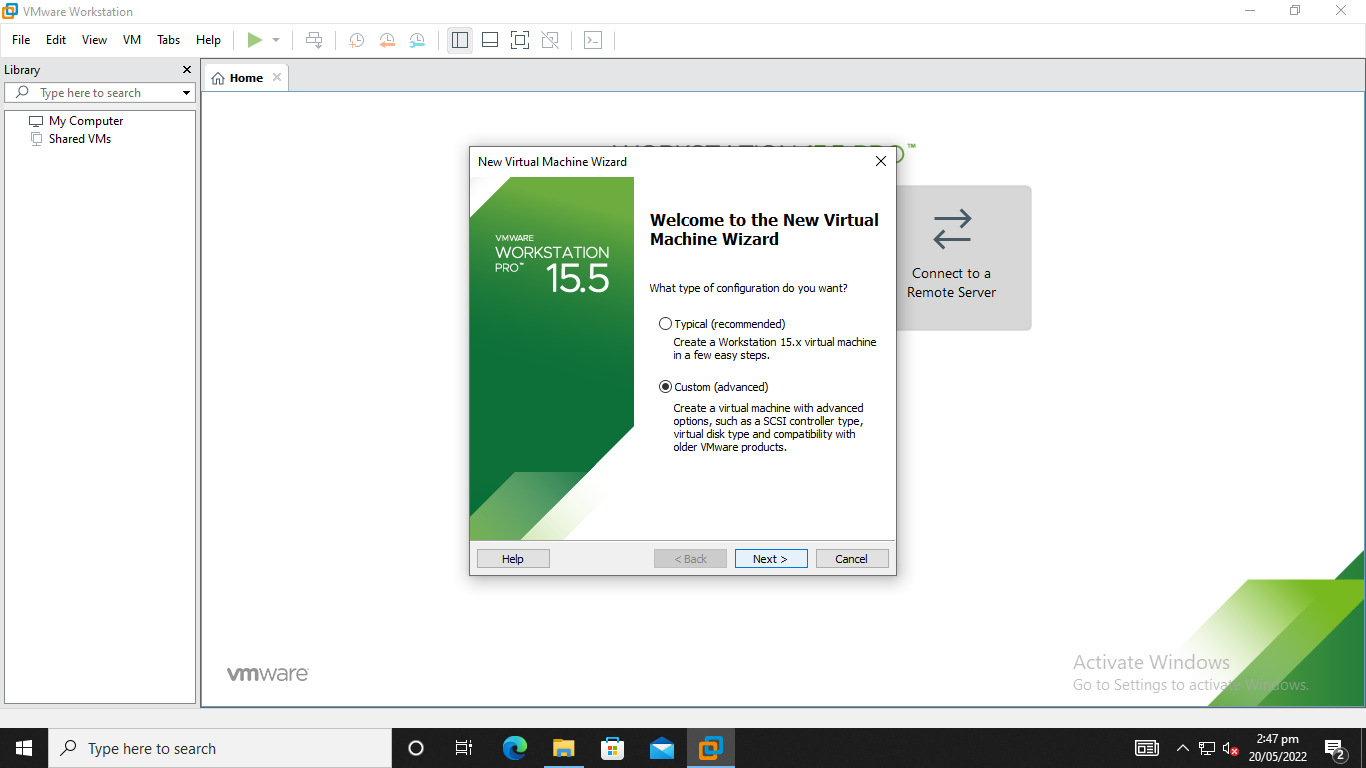 VMware Workstation
File Edit View VM Tabs Help
Library
Type here to search
My Computer
Shared VMs
Home
WORKSTATION 15.5 PRO™
New Virtual Machine Wizard
VMWARE
WORKSTATION
PRO™ 15.5
Welcome to the New Virtual
Machine Wizard
What type of configuration do you want?
Typical (recommended)
Create a Workstation 15.x virtual machine
in a few easy steps.
Custom (advanced)
Create a virtual machine with advanced
options, such as a SCSI controller type,
virtual disk type and compatibility with
older VMware products.
Help < Back Next > Cancel
Connect to a
Remote Server
vmware
Activate Windows
Go to Settings to activate Windows.
Type here to search
2:47 pm
20/05/2022
2